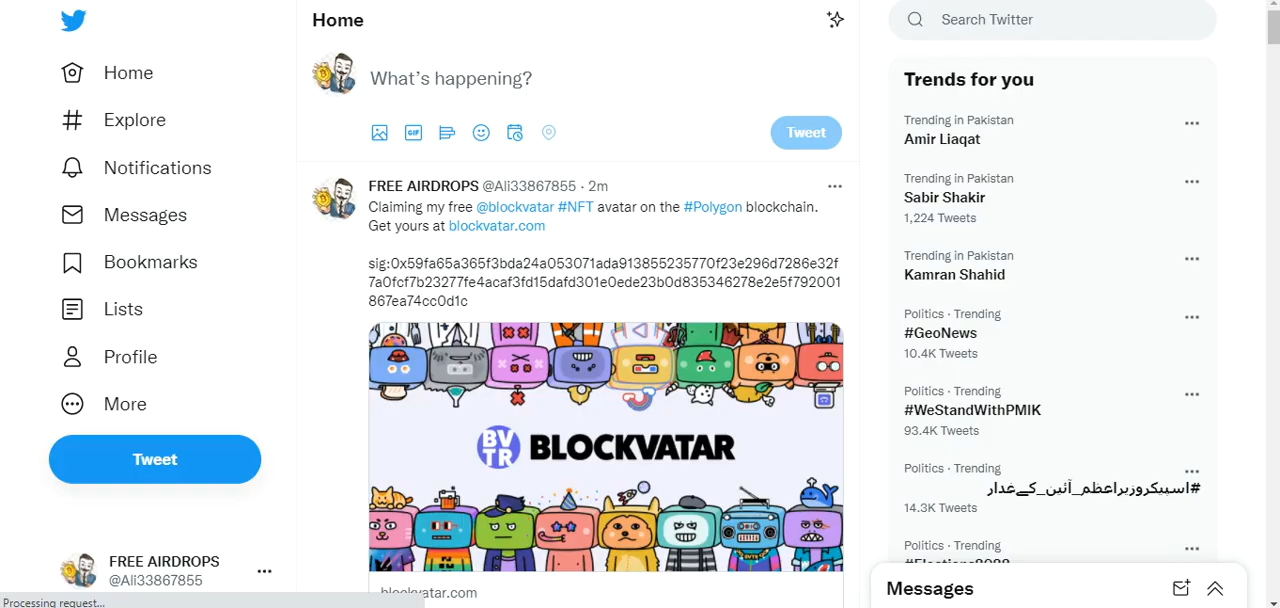 Home
Explore
Notifications
Messages
Bookmarks
Lists
Profile
More
Tweet
FREE AIRDROPS
@Ali33867855
Processing request...
Home
What's happening?
GIF
Tweet
FREE AIRDROPS @Ali33867855 · 2m
Claiming my free @blockvatar #NFT avatar on the #Polygon blockchain.
Get yours at blockvatar.com
sig:0x59fa65a365f3bda24a053071ada913855235770f23e296d7286e32f
7a0fcf7b23277fe4acaf3fd15dafd301e0ede23b0d835346278e2e5f792001
867ea74cc0d1c
BV
TR
BLOCKVATAR
blockvatar.com
Search Twitter
Trends for you
Trending in Pakistan
Amir Liaqat
Trending in Pakistan
Sabir Shakir
1,224 Tweets
Trending in Pakistan
Kamran Shahid
Politics · Trending
#GeoNews
10.4K Tweets
Politics · Trending
#WeStandWithPMIK
93.4K Tweets
Politics · Trending
#اسپیکروزیراعظم_آئین_کےغدار
14.3K Tweets
Politics · Trending
Messages